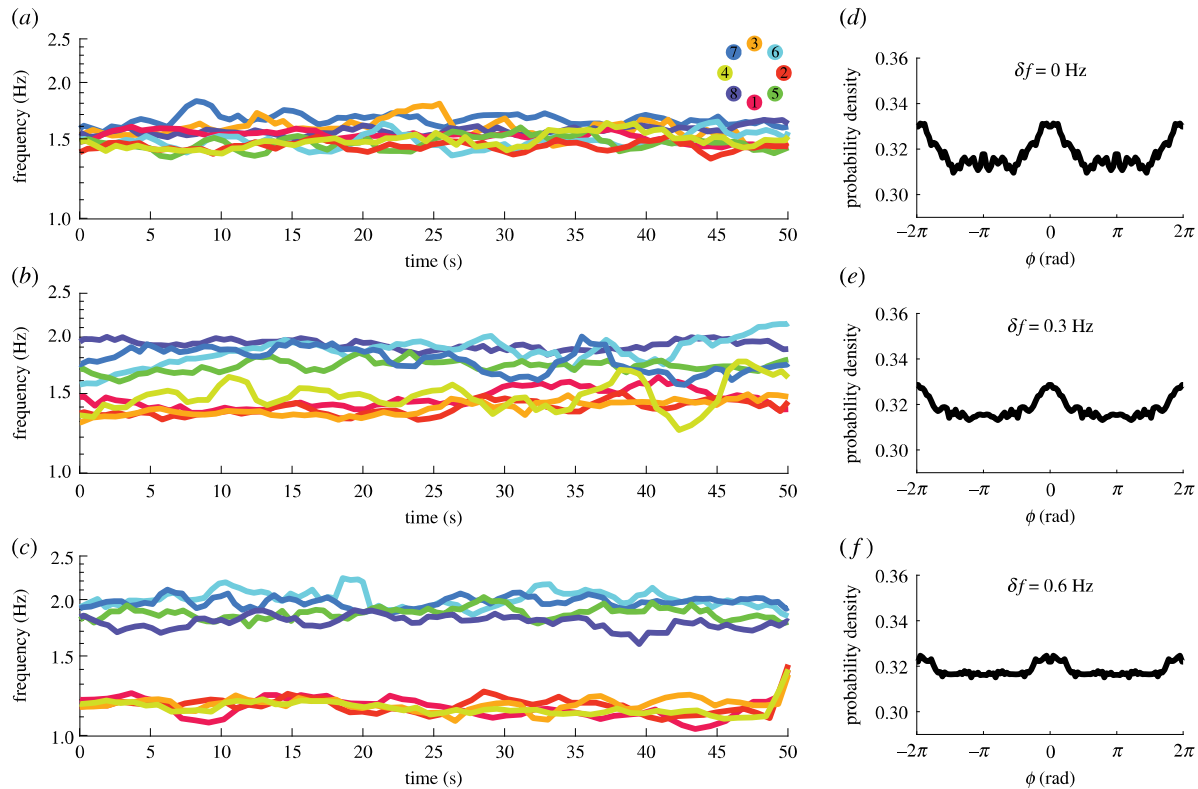 (a)
frequency (Hz)
2.5
2.0
1.5
1.0
0 5 10 15 20 25 30 35 40 45 50
time (s)
3
7 6
4 2
8 5
1
(d)
probability density
0.36
0.33
0.32
0.30
δf = 0 Hz
–2π –π 0 π 2π
ϕ (rad)
(b)
frequency (Hz)
2.5
2.0
1.5
1.0
0 5 10 15 20 25 30 35 40 45 50
time (s)
(e)
probability density
0.36
0.33
0.32
0.30
δf = 0.3 Hz
–2π –π 0 π 2π
ϕ (rad)
(c)
frequency (Hz)
2.5
2.0
1.5
1.0
0 5 10 15 20 25 30 35 40 45 50
time (s)
(f)
probability density
0.36
0.33
0.32
0.30
δf = 0.6 Hz
–2π –π 0 π 2π
ϕ (rad)